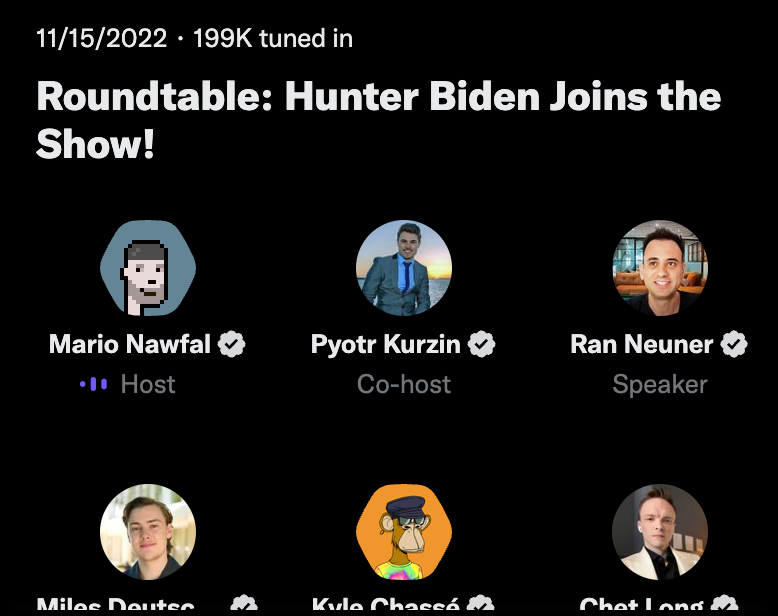 11/15/2022 · 199K tuned in
Roundtable: Hunter Biden Joins the
Show!
Mario Nawfal
Pyotr Kurzin
Ran Neuner
Host
Co-host
Speaker
Miles Deutsc...
Kyle Chassé
Chet Long